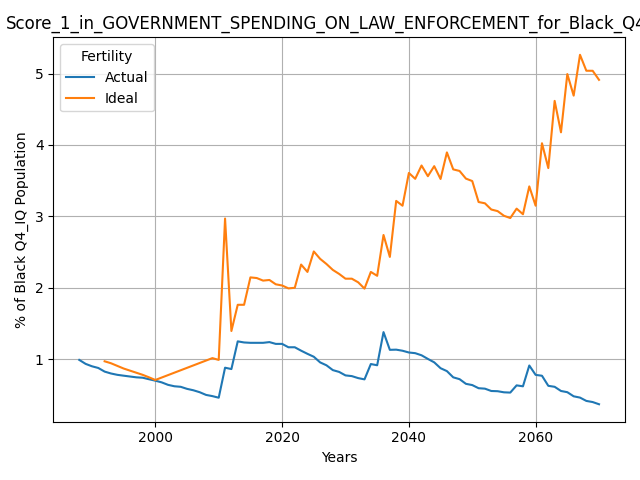 Score_1_in_GOVERNMENT_SPENDING_ON_LAW_ENFORCEMENT_for_Black_Q4
Fertility
Actual
Ideal
% of Black Q4_IQ Population
5
4
3
2
1
2000 2020 2040 2060
Years